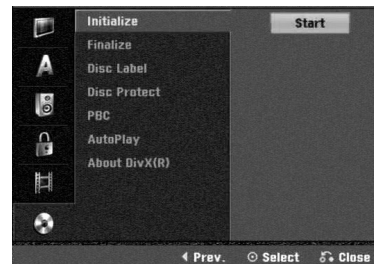 Initialize
Start
Finalize
Disc Label
Disc Protect
PBC
AutoPlay
About DivX(R)
A
Prev.
Select
Close